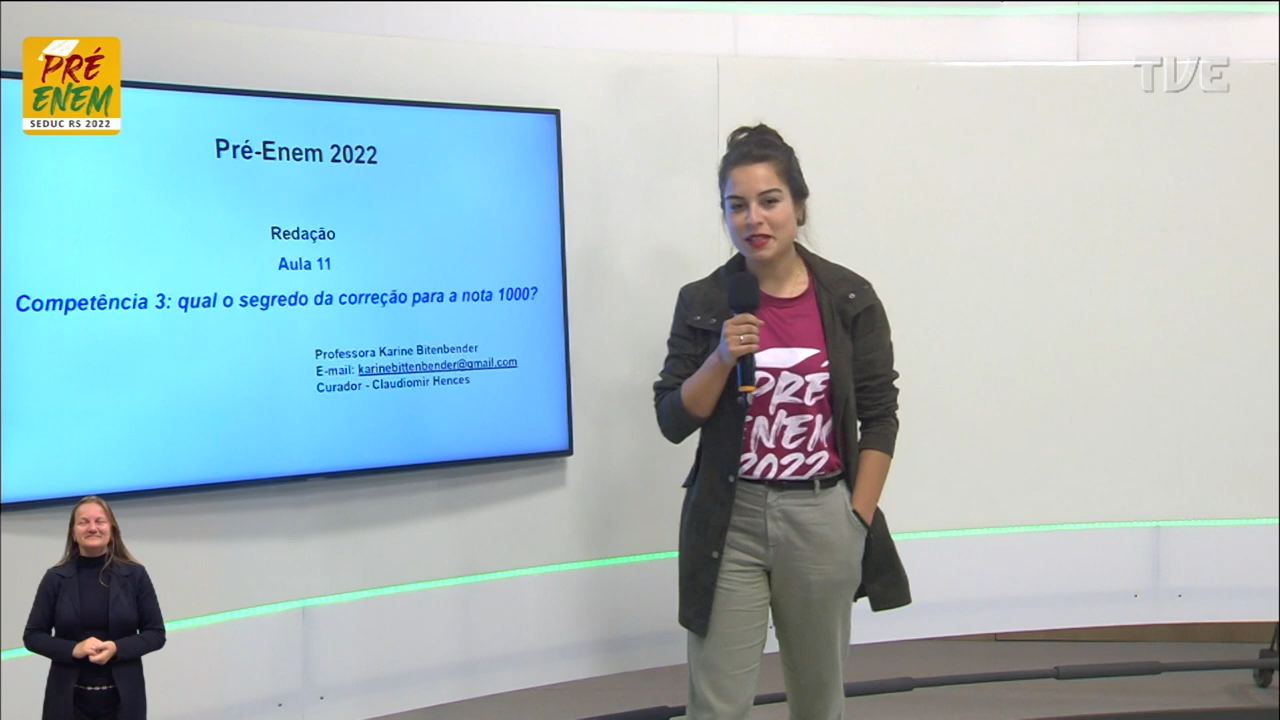 PRÉ
ENEM
SEDUC RS 2022
TVE
Pré-Enem 2022
Redação
Aula 11
Competência 3: qual o segredo da correção para a nota 1000?
Professora Karine Bitenbender
E-mail: karinebittenbender@gmail.com
Curador - Claudiomir Hences
PRÉ
ENEM
2022